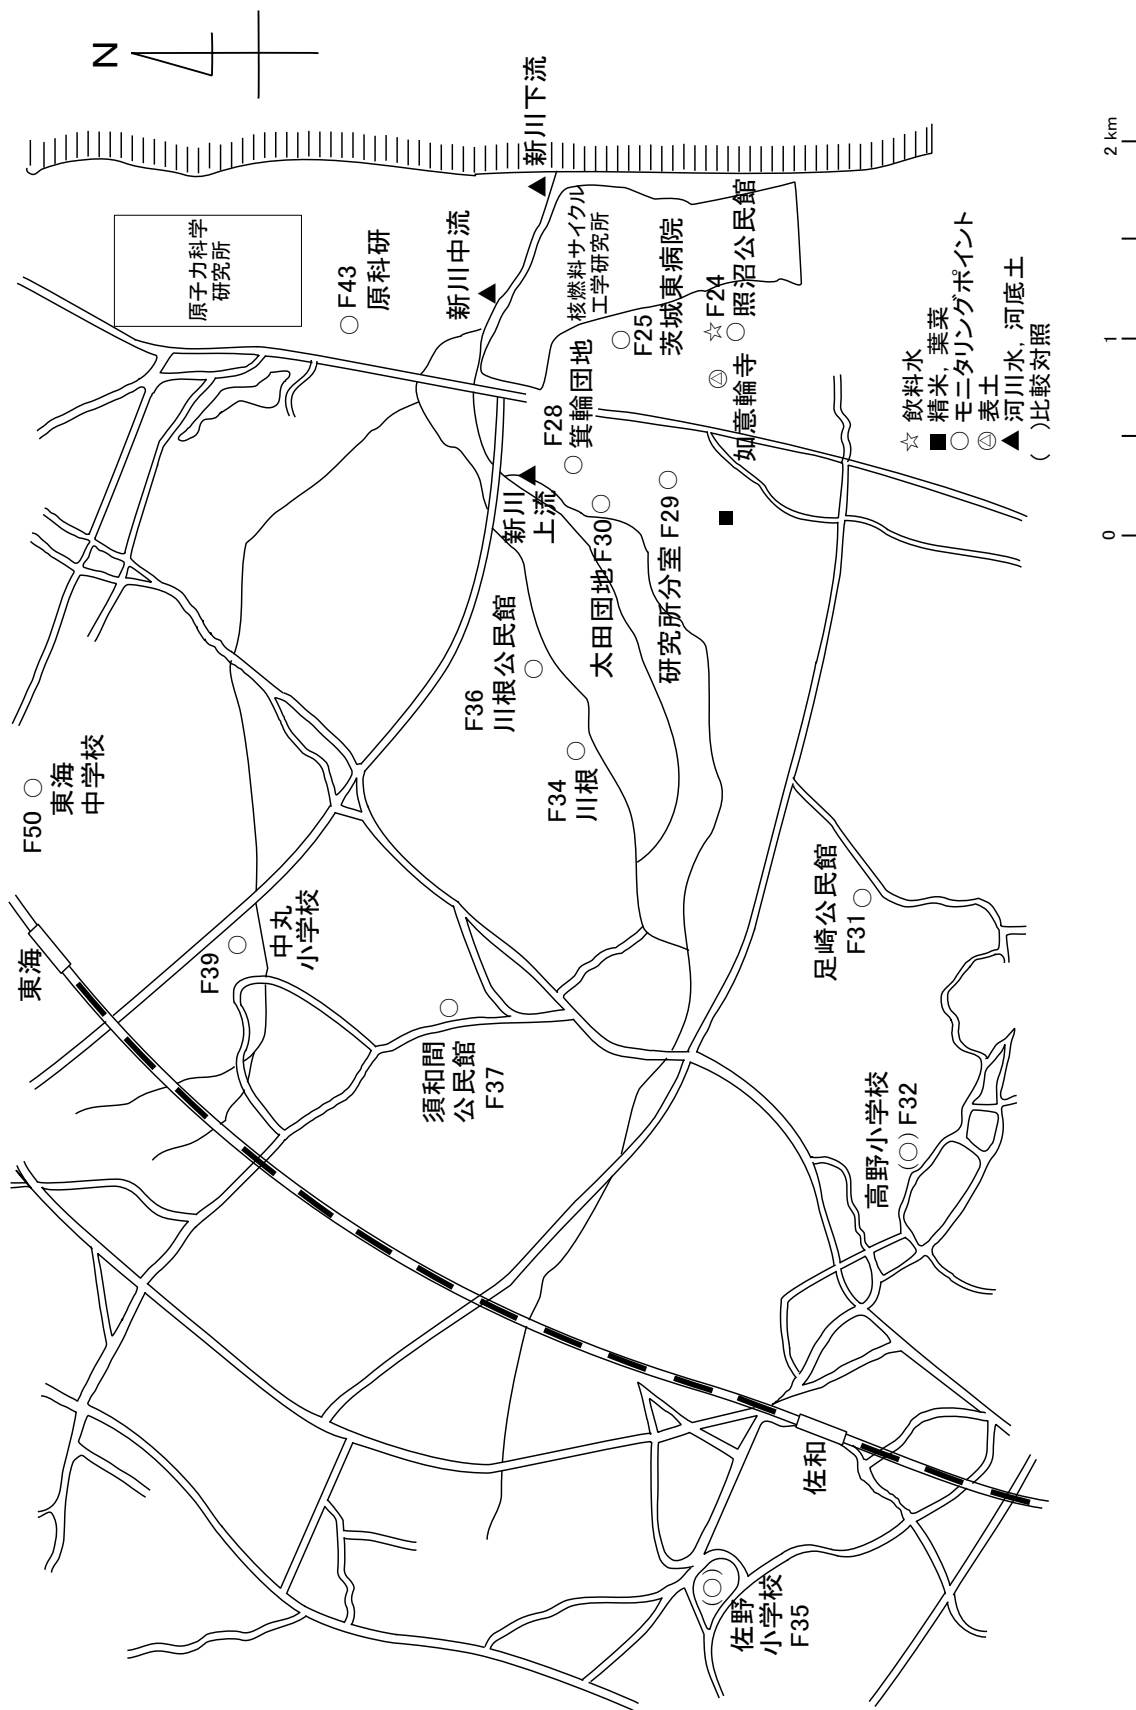 N
東海
F50
東海
中学校
原子力科学
研究所
F39
中丸
小学校
F43
原科研
須和間
公民館
F37
F36
川根公民館
新川中流
新川下流
新川
上流
F34
川根
F28
箕輪団地
核燃料サイクル
工学研究所
太田団地F30
F25
茨城東病院
研究所分室 F29
F24
照沼公民館
如意輪寺
佐野
小学校
F35
佐和
足崎公民館
F31
高野小学校
F32
☆ 飲料水
■ 精米, 葉菜
○ モニタリングポイント
表土
▲ 河川水, 河底土
( )比較対照
0 1 2 km